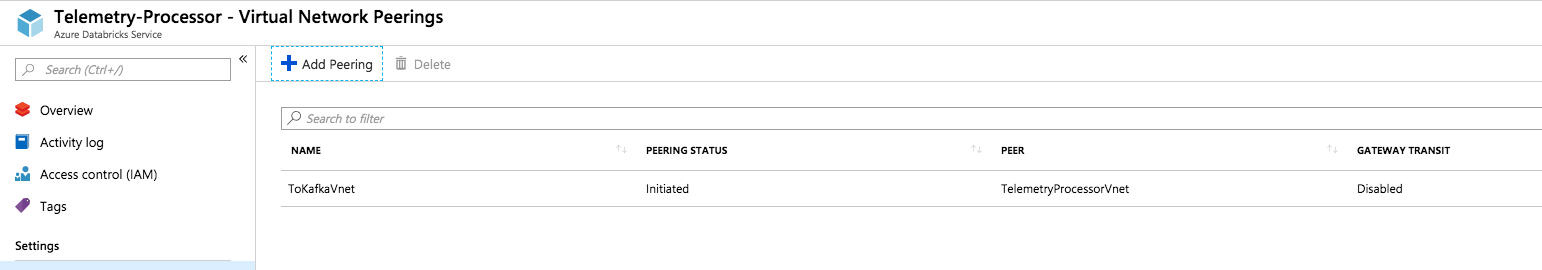 Telemetry-Processor - Virtual Network Peerings
Azure Databricks Service
Search (Ctrl+/)
«
Overview
Activity log
Access control (IAM)
Tags
Settings
Add Peering Delete
Search to filter
NAME PEERING STATUS PEER GATEWAY TRANSIT
ToKafkaVnet Initiated TelemetryProcessorVnet Disabled